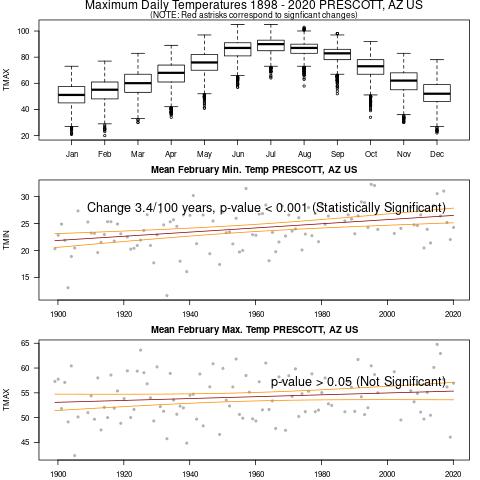 Maximum Daily Temperatures 1898 - 2020 PRESCOTT, AZ US
(NOTE: Red astrisks correspond to signficant changes)
TMAX
100
80
60
40
20
Jan Feb Mar Apr May Jun Jul Aug Sep Oct Nov Dec
Mean February Min. Temp PRESCOTT, AZ US
Change 3.4/100 years, p-value < 0.001 (Statistically Significant)
TMIN
30
25
20
15
1900 1920 1940 1960 1980 2000 2020
Mean February Max. Temp PRESCOTT, AZ US
p-value > 0.05 (Not Significant)
TMAX
65
60
55
50
45
1900 1920 1940 1960 1980 2000 2020